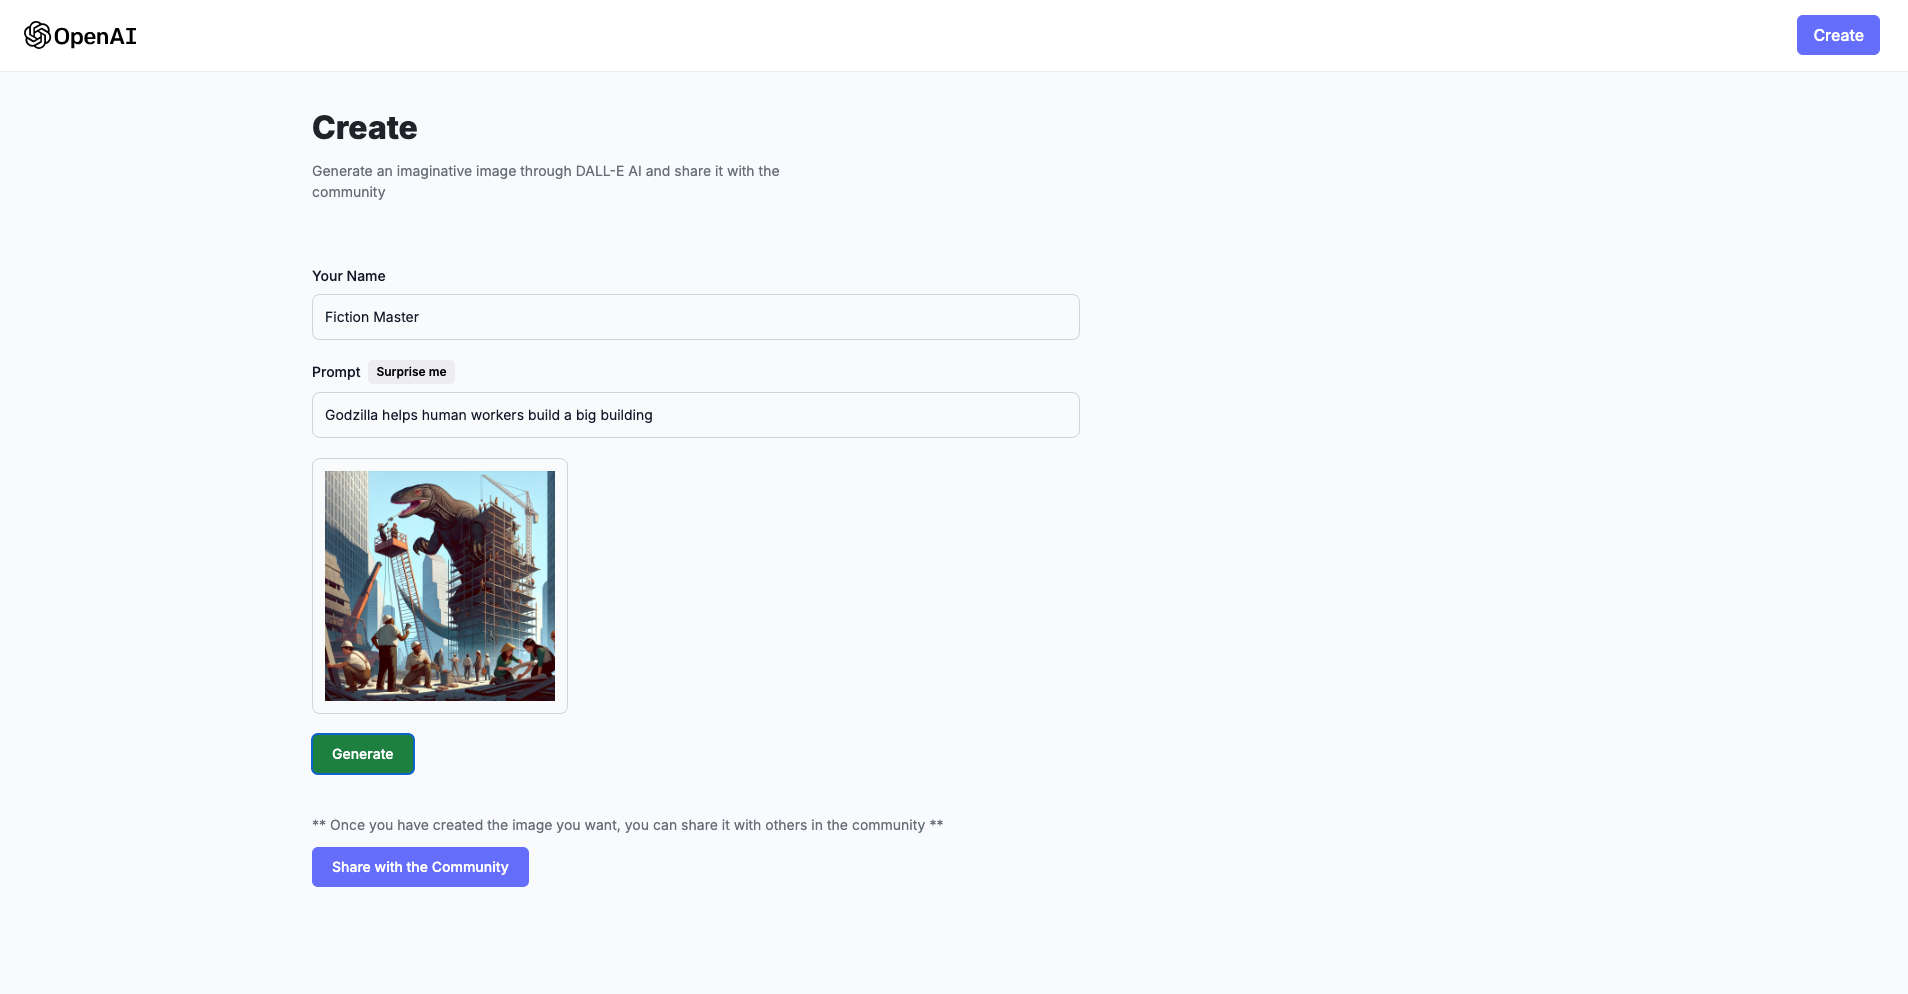 OpenAI
Create
Create
Generate an imaginative image through DALL-E AI and share it with the
community
Your Name
Fiction Master
Prompt Surprise me
Godzilla helps human workers build a big building
Generate
** Once you have created the image you want, you can share it with others in the community **
Share with the Community